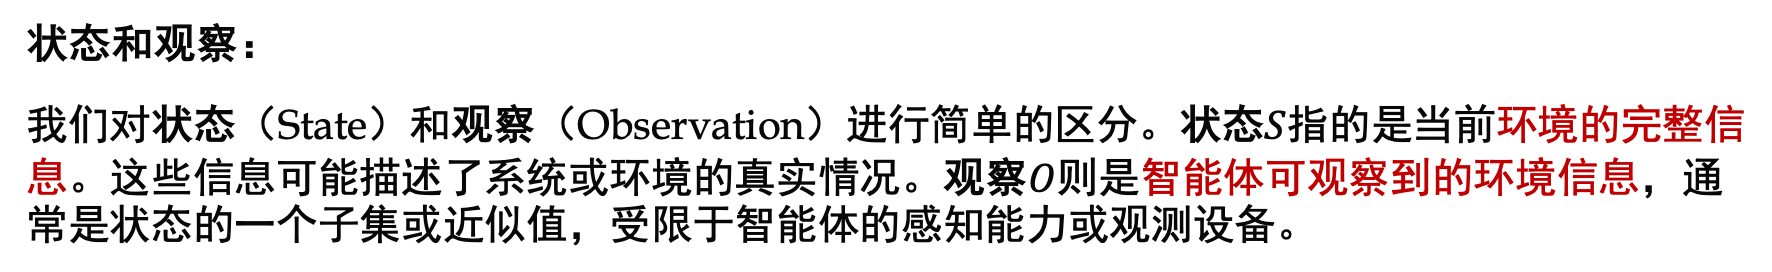 状态和观察：
我们对状态（State）和观察（Observation）进行简单的区分。状态S指的是当前环境的完整信
息。这些信息可能描述了系统或环境的真实情况。观察O则是智能体可观察到的环境信息，通
常是状态的一个子集或近似值，受限于智能体的感知能力或观测设备。